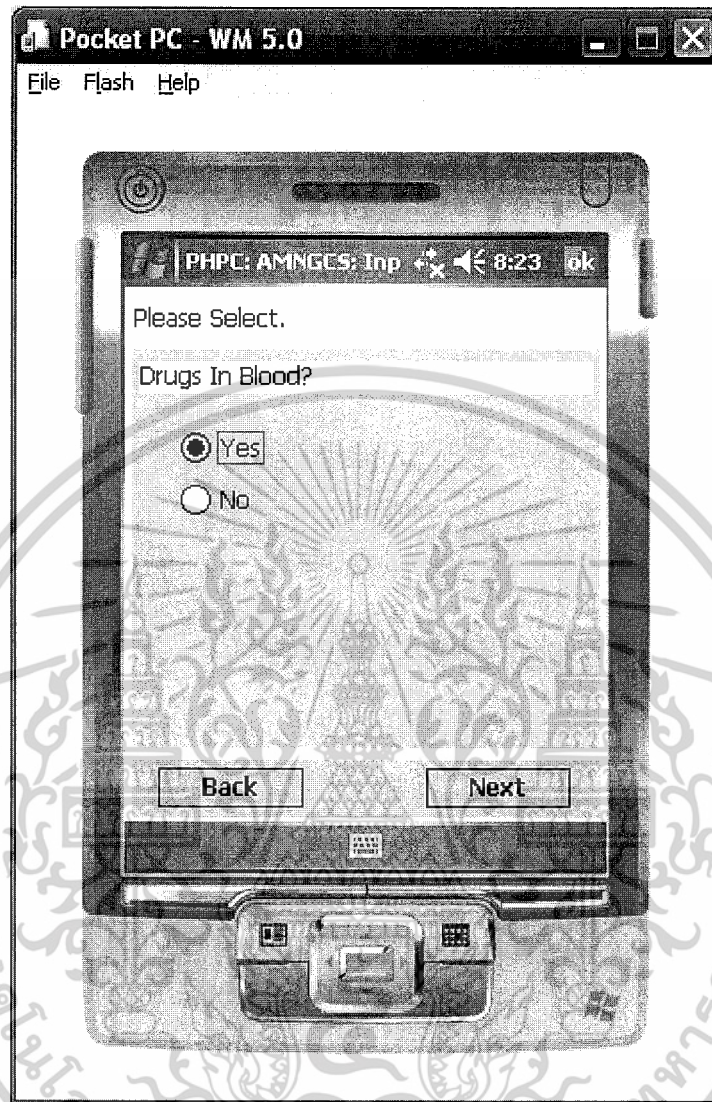 Pocket PC - WM 5.0
File Flash Help
PHPC: AMNGCS: Inp 8:23 ok
Please Select.
Drugs In Blood?
Yes
No
Back Next